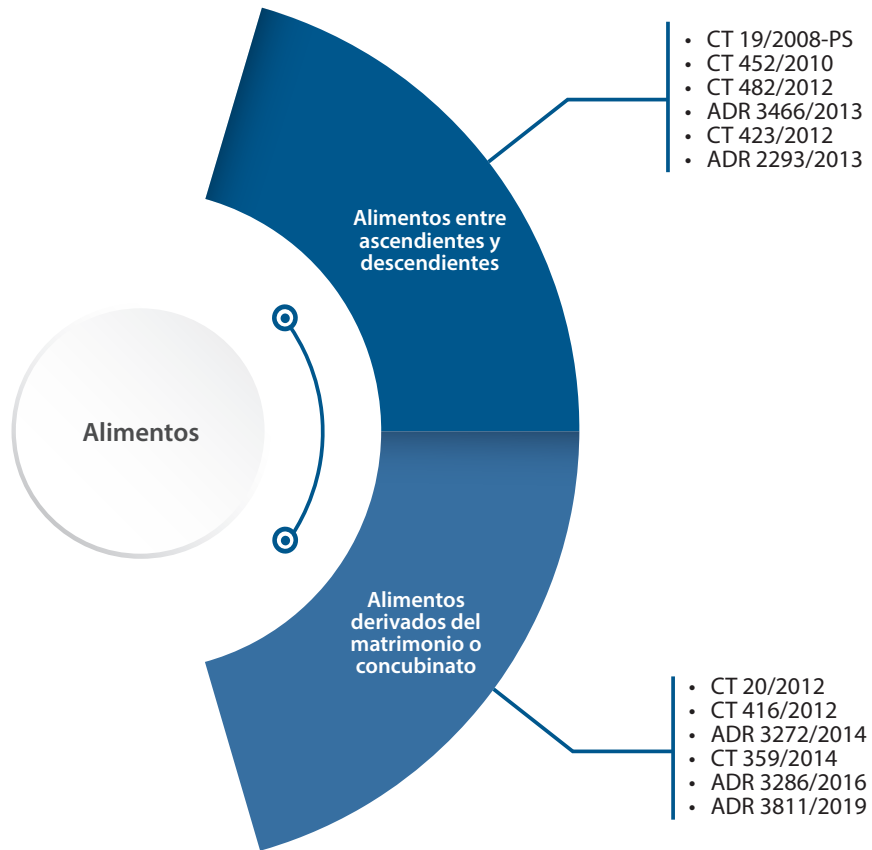 Alimentos
Alimentos entre
ascendientes y
descendientes
• CT 19/2008-PS
• CT 452/2010
• CT 482/2012
• ADR 3466/2013
• CT 423/2012
• ADR 2293/2013
Alimentos
derivados del
matrimonio o
concubinato
• CT 20/2012
• CT 416/2012
• ADR 3272/2014
• CT 359/2014
• ADR 3286/2016
• ADR 3811/2019